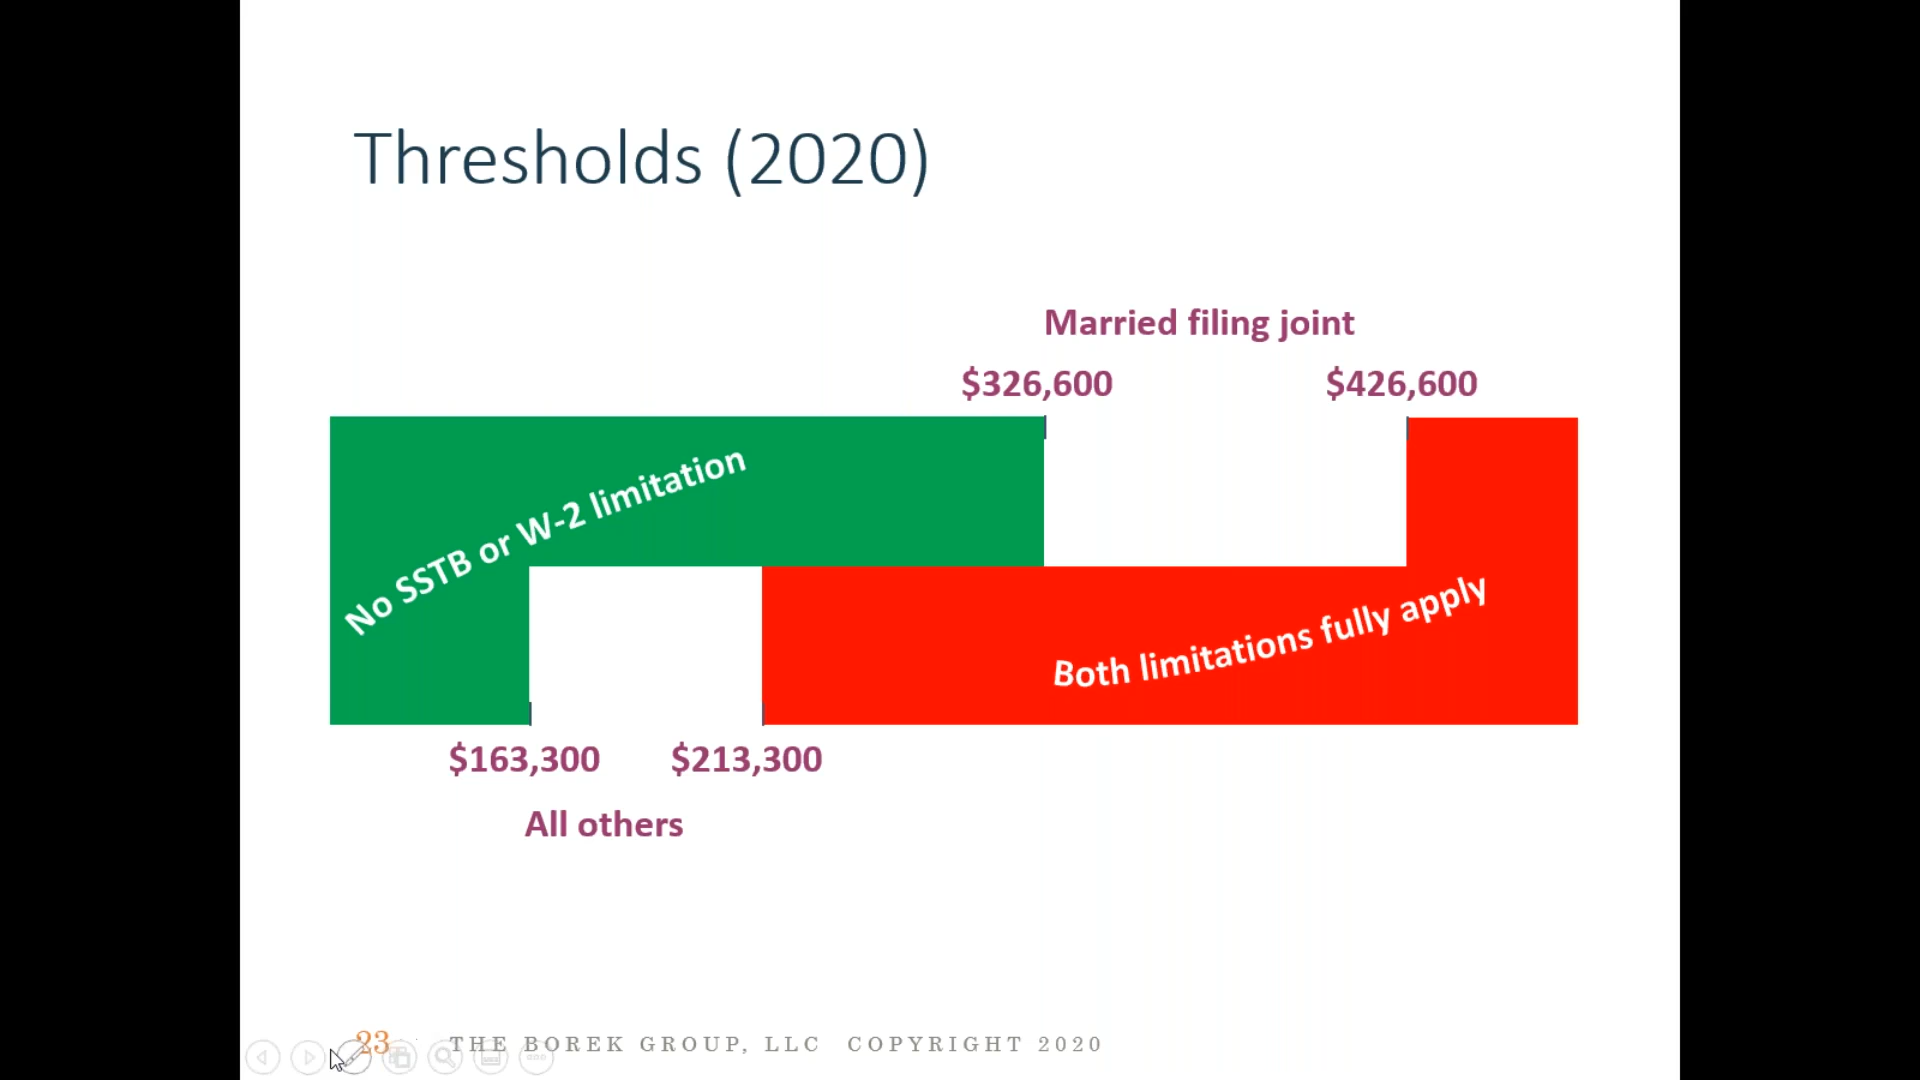 Thresholds (2020)
Married filing joint
$326,600 $426,600
No SSTB or W-2 limitation
Both limitations fully apply
$163,300 $213,300
All others
23 THE BOREK GROUP, LLC COPYRIGHT 2020